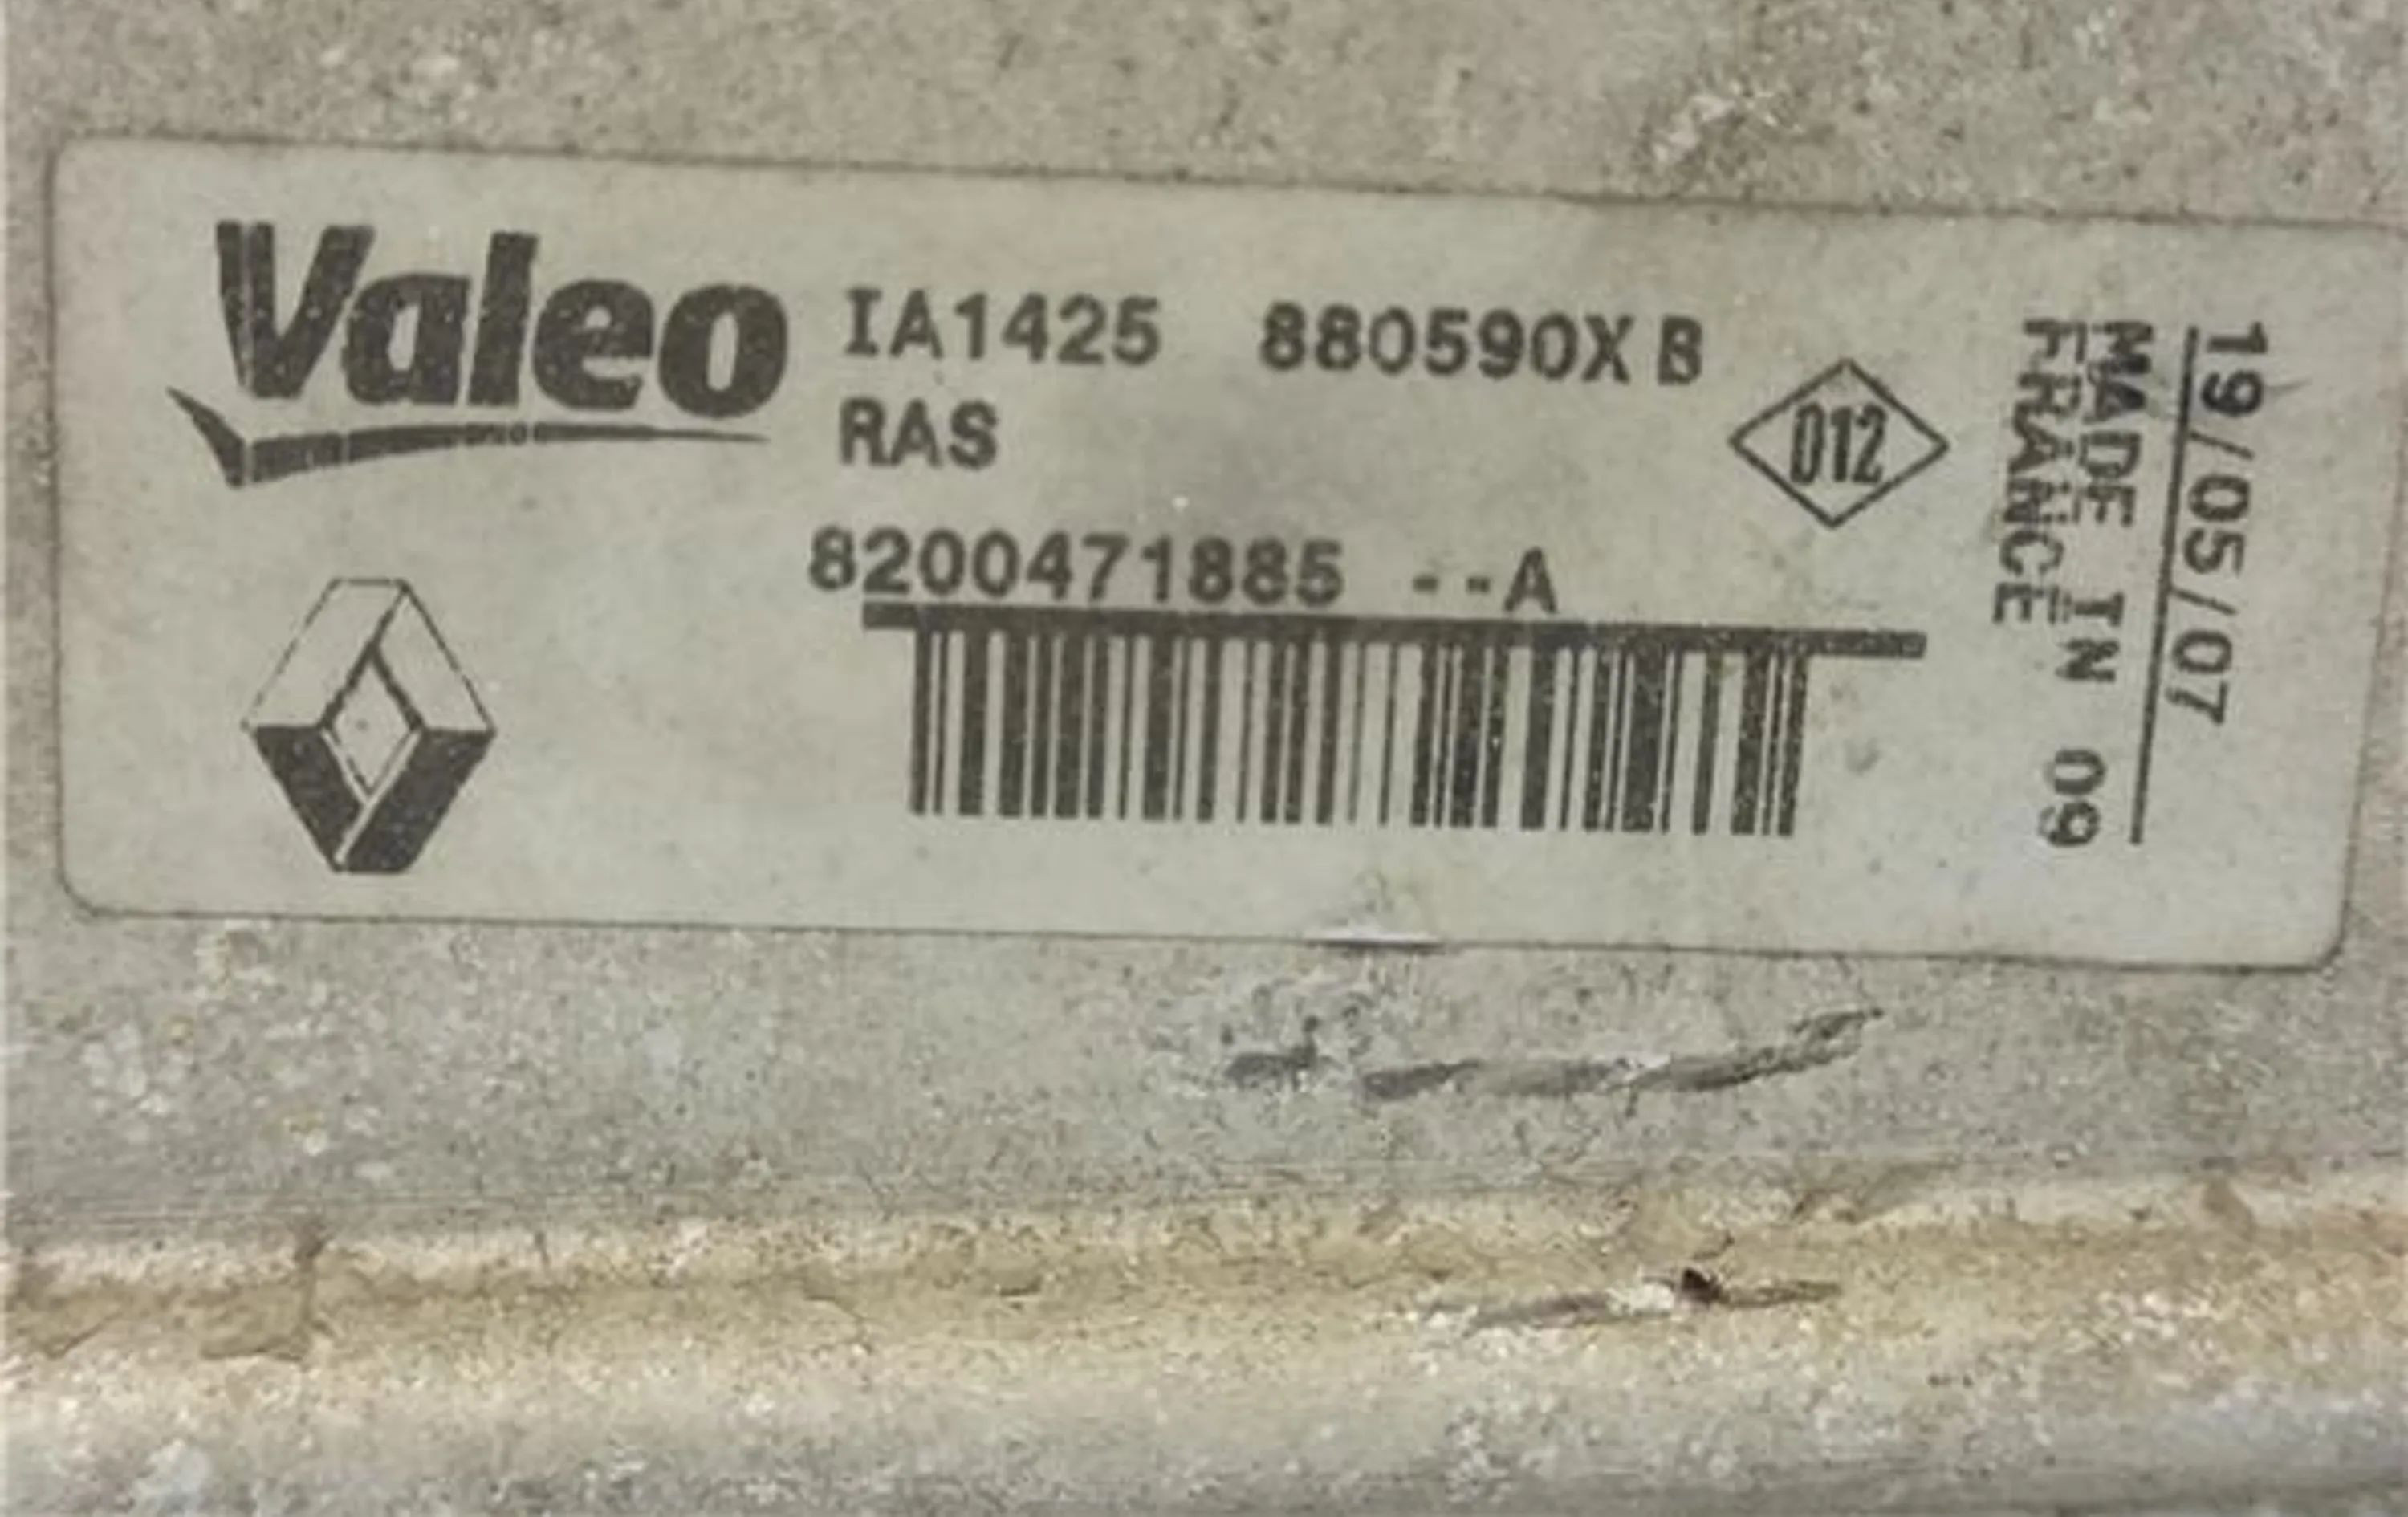 Valeo IA1425 880590X B
RAS
012
8200471885 --A
19/05/07
MADE IN 09
FRANCE